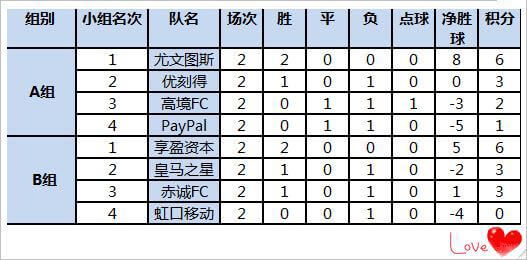 组别 小组名次 队名 场次 胜 平 负 点球 净胜球 积分
A组 1 尤文图斯 2 2 0 0 0 8 6
2 优刻得 2 1 0 1 0 0 3
3 高境FC 2 0 1 1 1 -3 2
4 PayPal 2 0 1 1 0 -5 1
B组 1 享盈资本 2 2 0 0 0 5 6
2 皇马之星 2 1 0 1 0 -2 3
3 赤诚FC 2 1 0 1 0 1 3
4 虹口移动 2 0 0 1 0 -4 0
Love